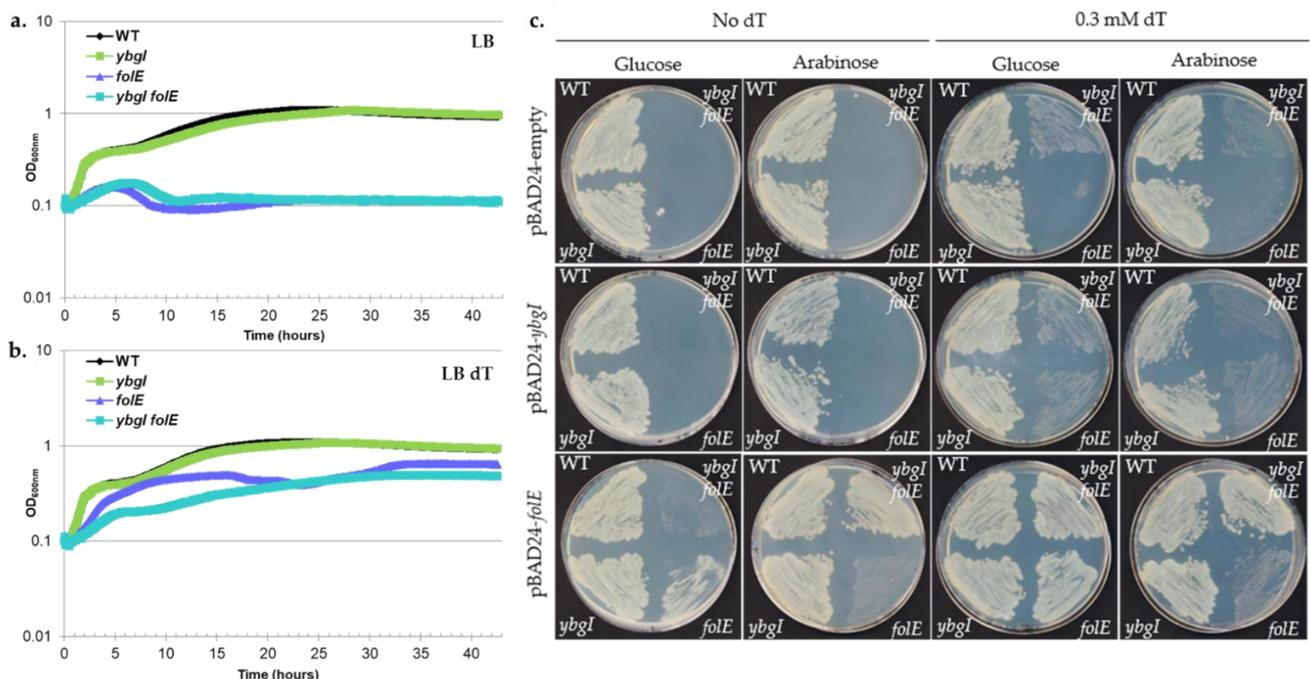 a.
LB
WT
ybgI
folE
ybgI folE
10
1
0.1
0.01
OD600nm
0 5 10 15 20 25 30 35 40
Time (hours)
b.
LB dT
WT
ybgI
folE
ybgI folE
10
1
0.1
0.01
OD600nm
0 5 10 15 20 25 30 35 40
Time (hours)
c.
No dT 0.3 mM dT
Glucose Arabinose Glucose Arabinose
pBAD24-empty
WT ybgI WT ybgI WT ybgI WT ybgI
folE folE folE folE
ybgI folE ybgI folE ybgI folE ybgI folE
pBAD24-ybgI
WT ybgI WT ybgI WT ybgI WT ybgI
folE folE folE folE
ybgI folE ybgI folE ybgI folE ybgI folE
pBAD24-folE
WT ybgI WT ybgI WT ybgI WT ybgI
folE folE folE folE
ybgI folE ybgI folE ybgI folE ybgI folE